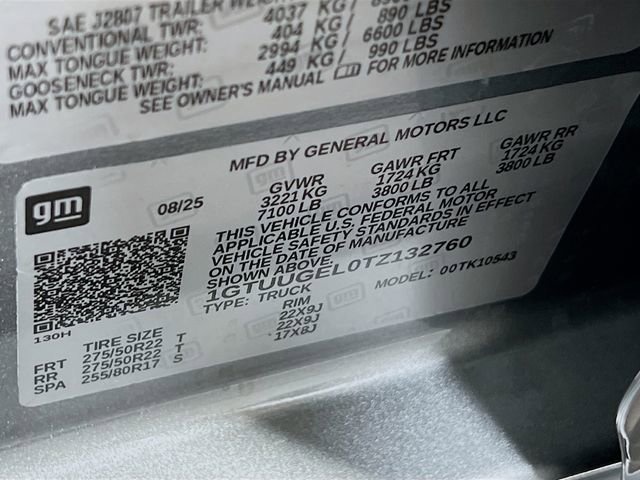 SAE J2807 TRAILER WEIGHT
CONVENTIONAL TWR: 4037 KG/ LBS
MAX TONGUE WEIGHT: 404 KG/ 890 LBS
GOOSENECK TWR: 2994 KG/ 6600 LBS
MAX TONGUE WEIGHT: 449 KG/ 990 LBS
SEE OWNER'S MANUAL FOR MORE INFORMATION
MFD BY GENERAL MOTORS LLC
gm
08/25
GVWR GAWR FRT GAWR RR
3221 KG 1724 KG 1724 KG
7100 LB 3800 LB 3800 LB
THIS VEHICLE CONFORMS TO ALL
APPLICABLE U.S. FEDERAL MOTOR
VEHICLE SAFETY STANDARDS IN EFFECT
ON THE DATE OF MANUFACTURE
SHOWN ABOVE.
1GTUUGEL0TZ132760
TYPE: TRUCK MODEL: 00TK10543
130H
TIRE SIZE RIM
FRT 275/50R22 T 22X9J
RR 275/50R22 T 22X9J
SPA 255/80R17 S 17X8J